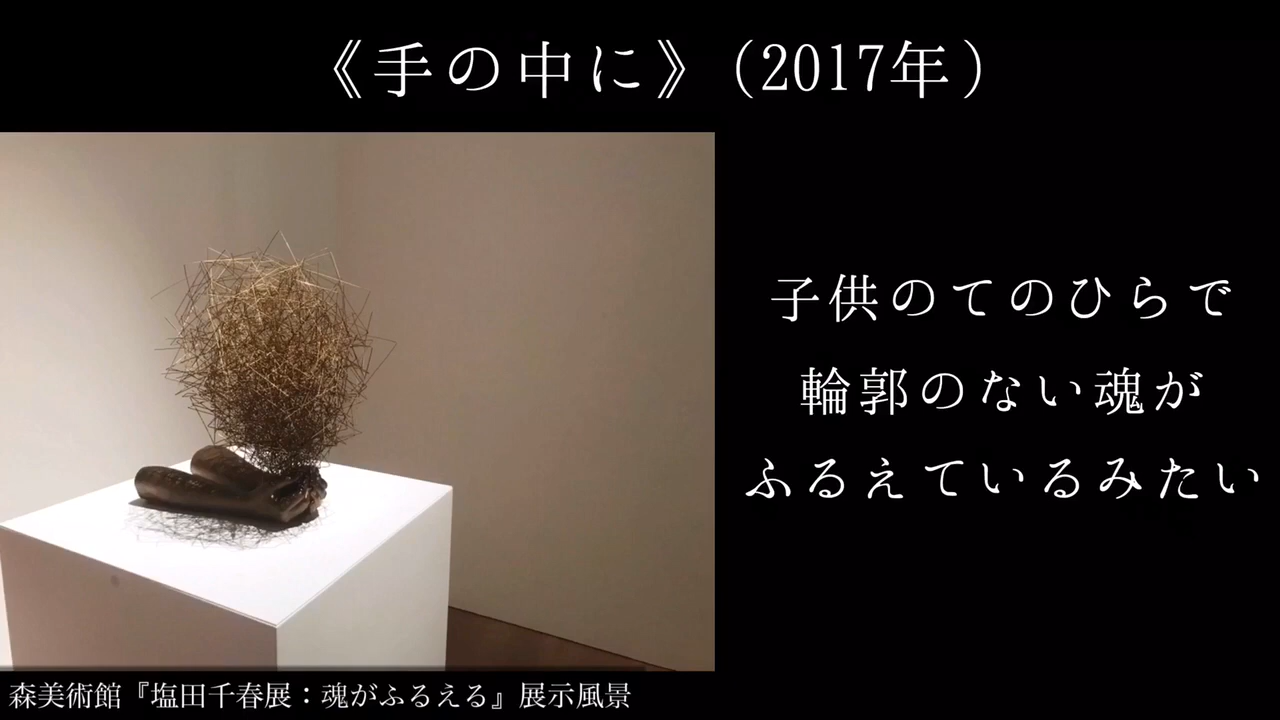 《手の中に》(2017年)
子供のてのひらで
輪郭のない魂が
ふるえているみたい
森美術館『塩田千春展：魂がふるえる』展示風景